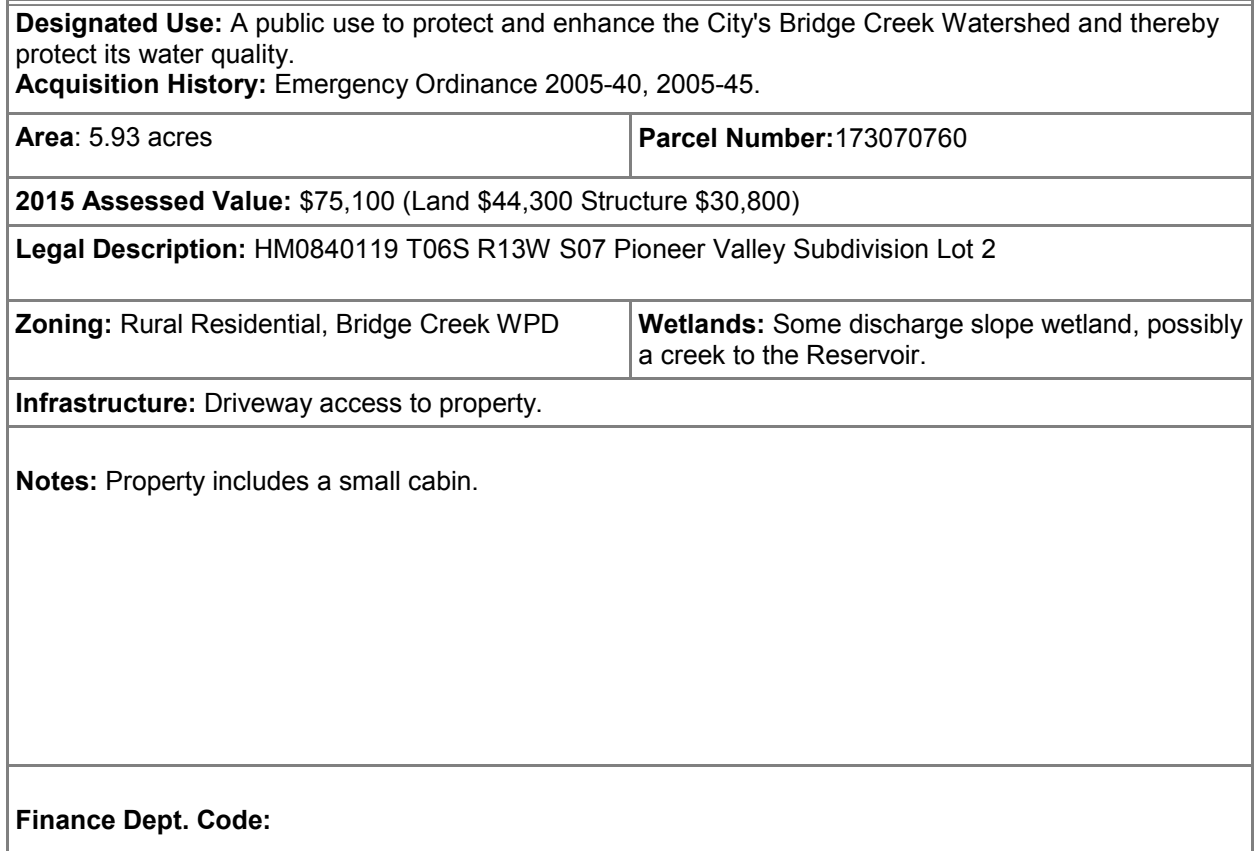 Designated Use: A public use to protect and enhance the City's Bridge Creek Watershed and thereby
protect its water quality.
Acquisition History: Emergency Ordinance 2005-40, 2005-45.
Area: 5.93 acres
Parcel Number:173070760
2015 Assessed Value: $75,100 (Land $44,300 Structure $30,800)
Legal Description: HM0840119 T06S R13W S07 Pioneer Valley Subdivision Lot 2
Zoning: Rural Residential, Bridge Creek WPD
Wetlands: Some discharge slope wetland, possibly
a creek to the Reservoir.
Infrastructure: Driveway access to property.
Notes: Property includes a small cabin.
Finance Dept. Code: